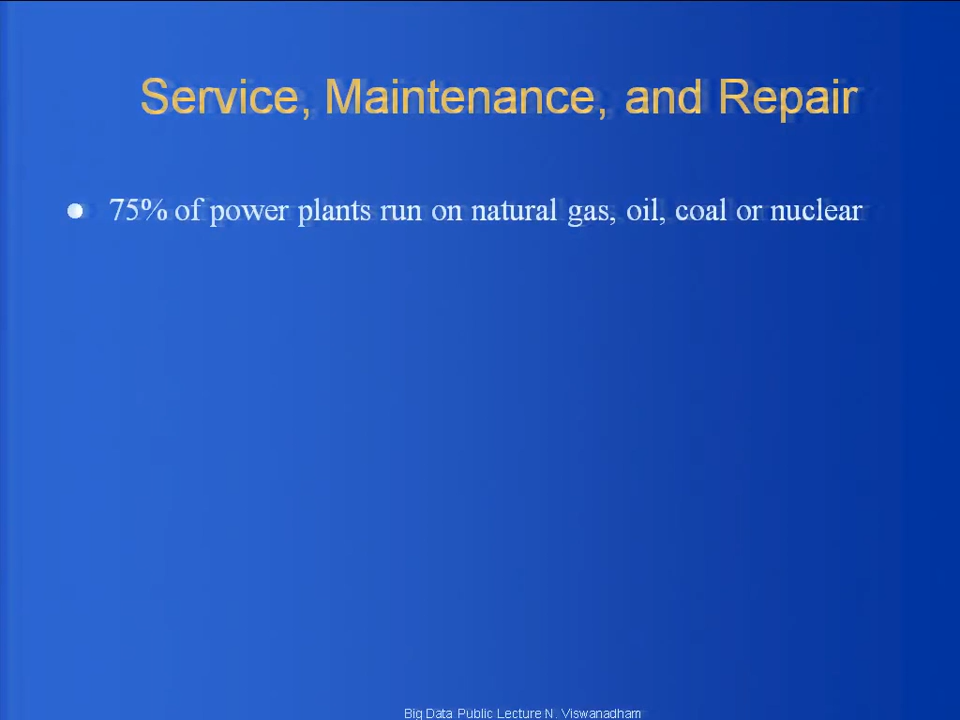 Service, Maintenance, and Repair
● 75% of power plants run on natural gas, oil, coal or nuclear
Big Data Public Lecture N. Viswanadham